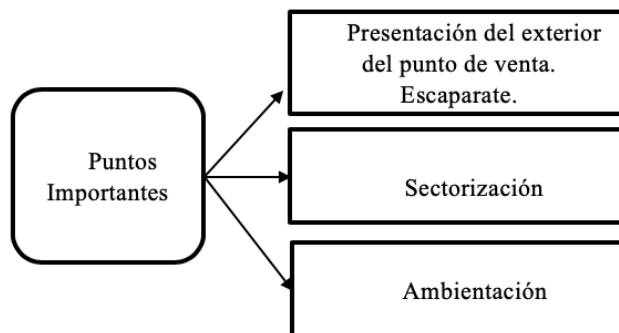 Puntos
Importantes
Presentación del exterior
del punto de venta.
Escaparate.
Sectorización
Ambientación